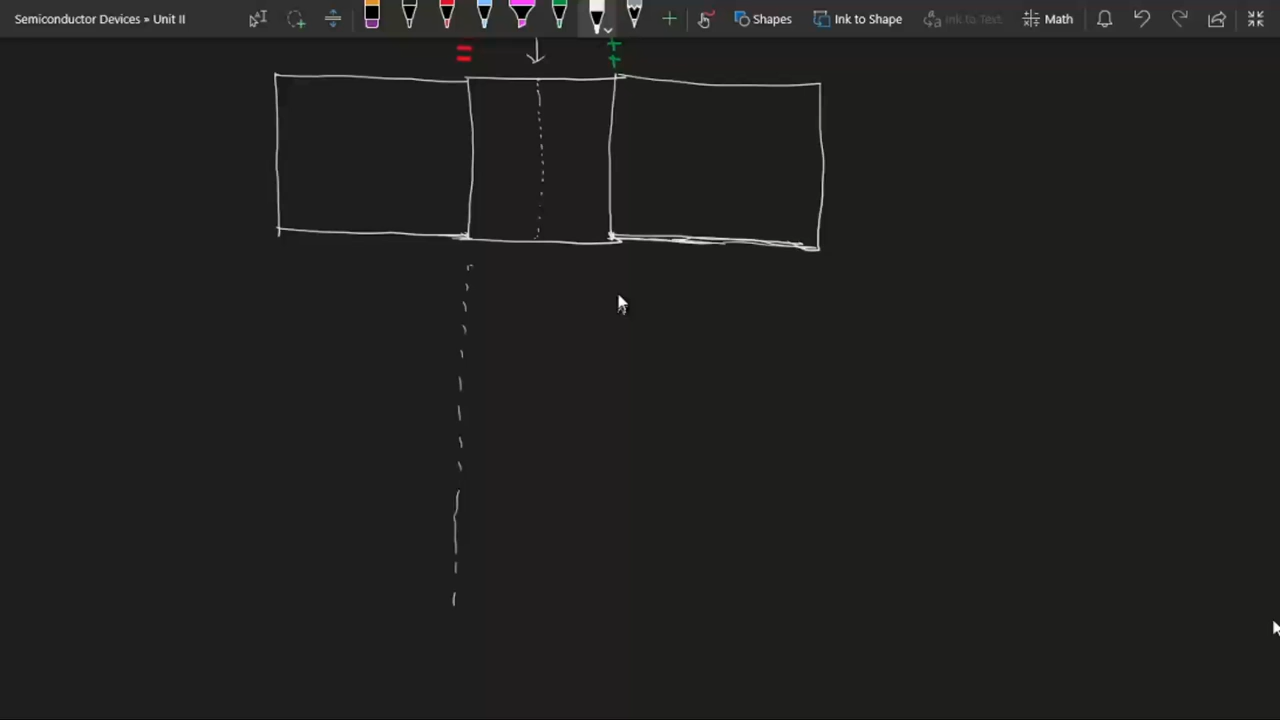 Semiconductor Devices » Unit II
Shapes
Ink to Shape
Ink to Text
Math